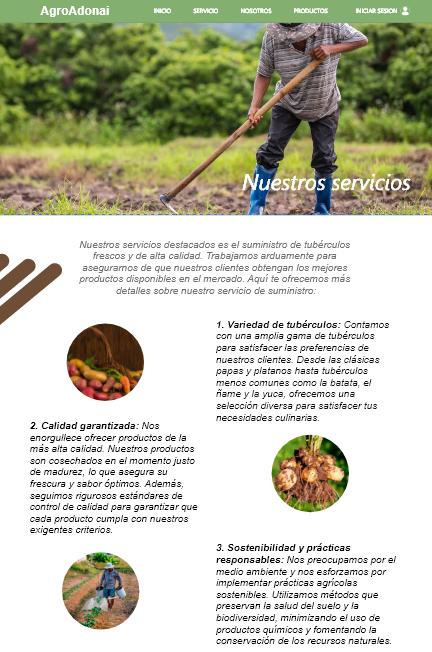 AgroAdonai
INICIO SERVICIO NOSOTROS PRODUCTOS INICIAR SESION
Nuestros servicios
Nuestros servicios destacados es el suministro de tubérculos
frescos y de alta calidad. Trabajamos arduamente para
asegurarnos de que nuestros clientes obtengan los mejores
productos disponibles en el mercado. Aquí te ofrecemos más
detalles sobre nuestro servicio de suministro:
1. Variedad de tubérculos: Contamos
con una amplia gama de tubérculos
para satisfacer las preferencias de
nuestros clientes. Desde las clásicas
papas y platanos hasta tubérculos
menos comunes como la batata, el
ñame y la yuca, ofrecemos una
selección diversa para satisfacer tus
necesidades culinarias.
2. Calidad garantizada: Nos
enorgullece ofrecer productos de la
más alta calidad. Nuestros productos
son cosechados en el momento justo
de madurez, lo que asegura su
frescura y sabor óptimos. Además,
seguimos rigurosos estándares de
control de calidad para garantizar que
cada producto cumpla con nuestros
exigentes criterios.
3. Sostenibilidad y prácticas
responsables: Nos preocupamos por el
medio ambiente y nos esforzamos por
implementar prácticas agrícolas
sostenibles. Utilizamos métodos que
preservan la salud del suelo y la
biodiversidad, minimizando el uso de
productos químicos y fomentando la
conservación de los recursos naturales.